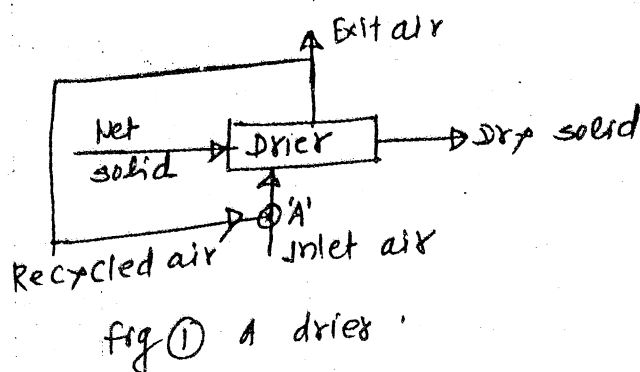 Exit air
Wet
solid
Drier
Dry solid
'A'
Recycled air
Inlet air
fig ① A drier .